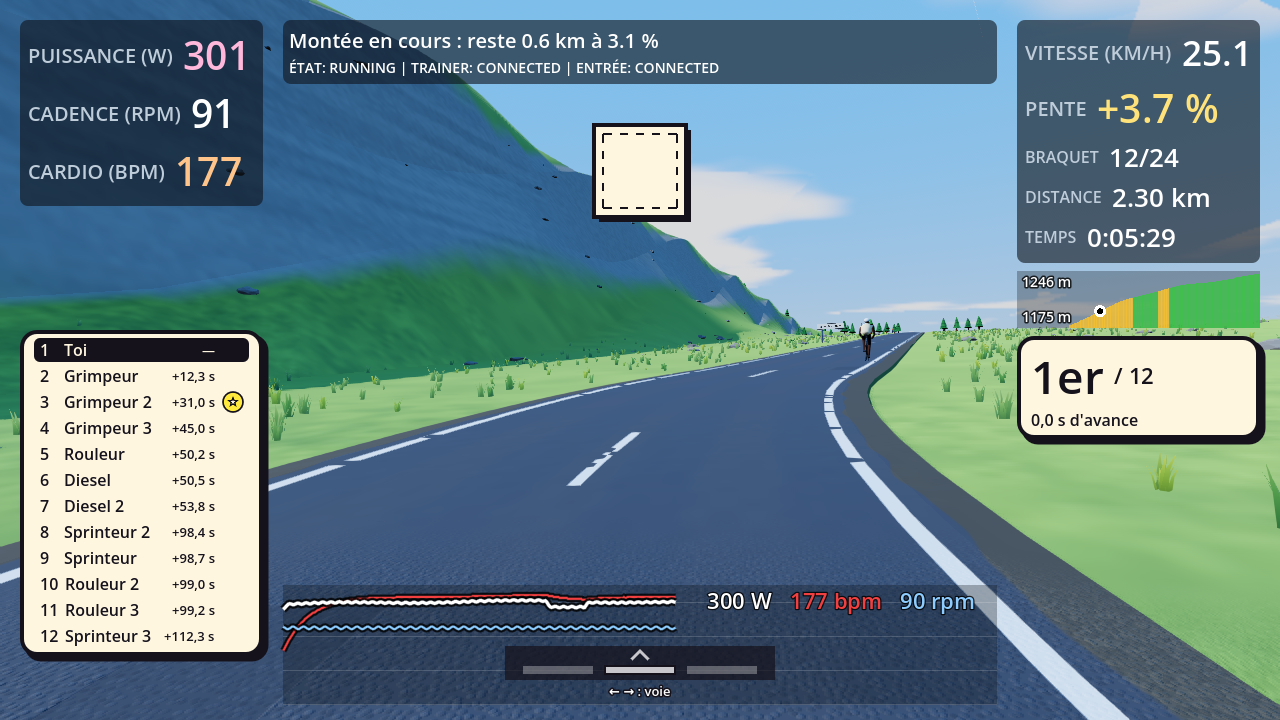 PUISSANCE (W) 301
CADENCE (RPM) 91
CARDIO (BPM) 177
Montée en cours : reste 0.6 km à 3.1 %
ÉTAT: RUNNING | TRAINER: CONNECTED | ENTRÉE: CONNECTED
VITESSE (KM/H) 25.1
PENTE +3.7 %
BRAQUET 12/24
DISTANCE 2.30 km
TEMPS 0:05:29
1246 m
1175 m
1er / 12
0,0 s d'avance
1 Toi —
2 Grimpeur +12,3 s
3 Grimpeur 2 +31,0 s
4 Grimpeur 3 +45,0 s
5 Rouleur +50,2 s
6 Diesel +50,5 s
7 Diesel 2 +53,8 s
8 Sprinteur 2 +98,4 s
9 Sprinteur +98,7 s
10 Rouleur 2 +99,0 s
11 Rouleur 3 +99,2 s
12 Sprinteur 3 +112,3 s
300 W 177 bpm 90 rpm
← → : voie